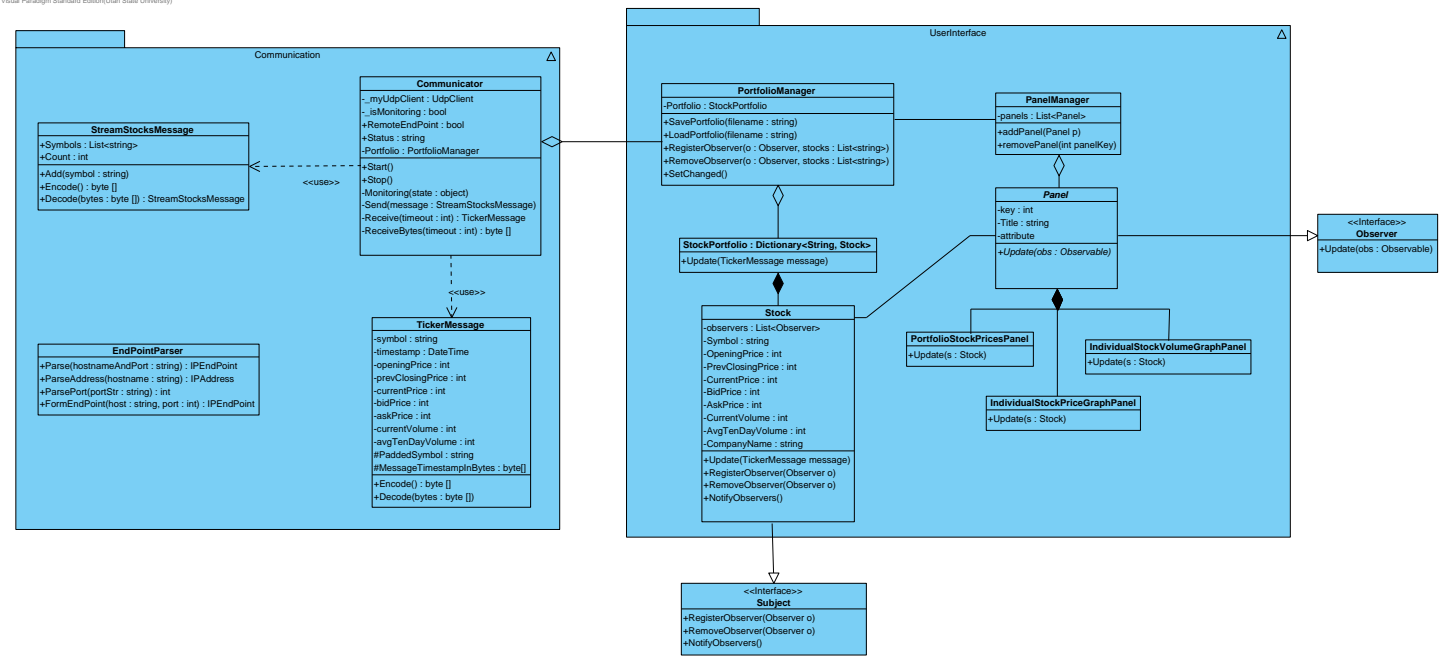 Visual Paradigm Standard Edition(Utah State University)
Communication
StreamStocksMessage
+Symbols : List<string>
+Count : int
+Add(symbol : string)
+Encode() : byte []
+Decode(bytes : byte []) : StreamStocksMessage
<<use>>
Communicator
-_myUdpClient : UdpClient
-_isMonitoring : bool
+RemoteEndPoint : bool
+Status : string
-Portfolio : PortfolioManager
+Start()
+Stop()
-Monitoring(state : object)
-Send(message : StreamStocksMessage)
-Receive(timeout : int) : TickerMessage
-ReceiveBytes(timeout : int) : byte []
<<use>>
EndPointParser
+Parse(hostnameAndPort : string) : IPEndPoint
+ParseAddress(hostname : string) : IPAddress
+ParsePort(portStr : string) : int
+FormEndPoint(host : string, port : int) : IPEndPoint
TickerMessage
-symbol : string
-timestamp : DateTime
-openingPrice : int
-prevClosingPrice : int
-currentPrice : int
-bidPrice : int
-askPrice : int
-currentVolume : int
-avgTenDayVolume : int
#PaddedSymbol : string
#MessageTimestampInBytes : byte[]
+Encode() : byte []
+Decode(bytes : byte [])
UserInterface
PortfolioManager
-Portfolio : StockPortfolio
+SavePortfolio(filename : string)
+LoadPortfolio(filename : string)
+RegisterObserver(o : Observer, stocks : List<string>)
+RemoveObserver(o : Observer, stocks : List<string>)
+SetChanged()
PanelManager
-panels : List<Panel>
+addPanel(Panel p)
+removePanel(int panelKey)
StockPortfolio : Dictionary<String, Stock>
+Update(TickerMessage message)
Panel
-key : int
-Title : string
-attribute
+Update(obs : Observable)
<<Interface>>
Observer
+Update(obs : Observable)
Stock
-observers : List<Observer>
-Symbol : string
-OpeningPrice : int
-PrevClosingPrice : int
-CurrentPrice : int
-BidPrice : int
-AskPrice : int
-CurrentVolume : int
-AvgTenDayVolume : int
-CompanyName : string
+Update(TickerMessage message)
+RegisterObserver(Observer o)
+RemoveObserver(Observer o)
+NotifyObservers()
PortfolioStockPricesPanel
+Update(s : Stock)
IndividualStockVolumeGraphPanel
+Update(s : Stock)
IndividualStockPriceGraphPanel
+Update(s : Stock)
<<Interface>>
Subject
+RegisterObserver(Observer o)
+RemoveObserver(Observer o)
+NotifyObservers()